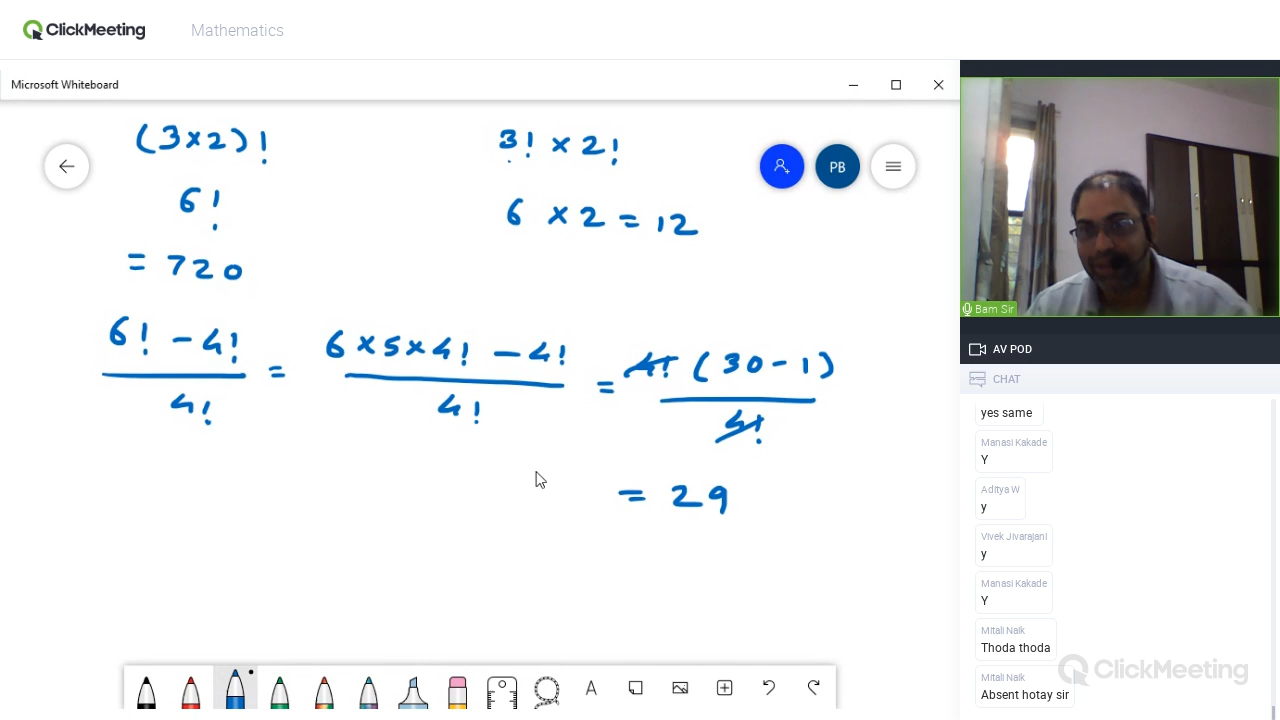 ClickMeeting Mathematics
Microsoft Whiteboard
(3×2)! 3! × 2!
PB
6! 6 × 2 = 12
= 720
6! - 4! / 4! = 6×5×4! - 4! / 4! = 4! (30 - 1) / 4!
= 29
Bam Sir
AV POD
CHAT
yes same
Manasi Kakade
Y
Aditya W
y
Vivek Jivarajani
y
Manasi Kakade
Y
Mitali Naik
Thoda thoda
Mitali Naik
Absent hotay sir
ClickMeeting
A